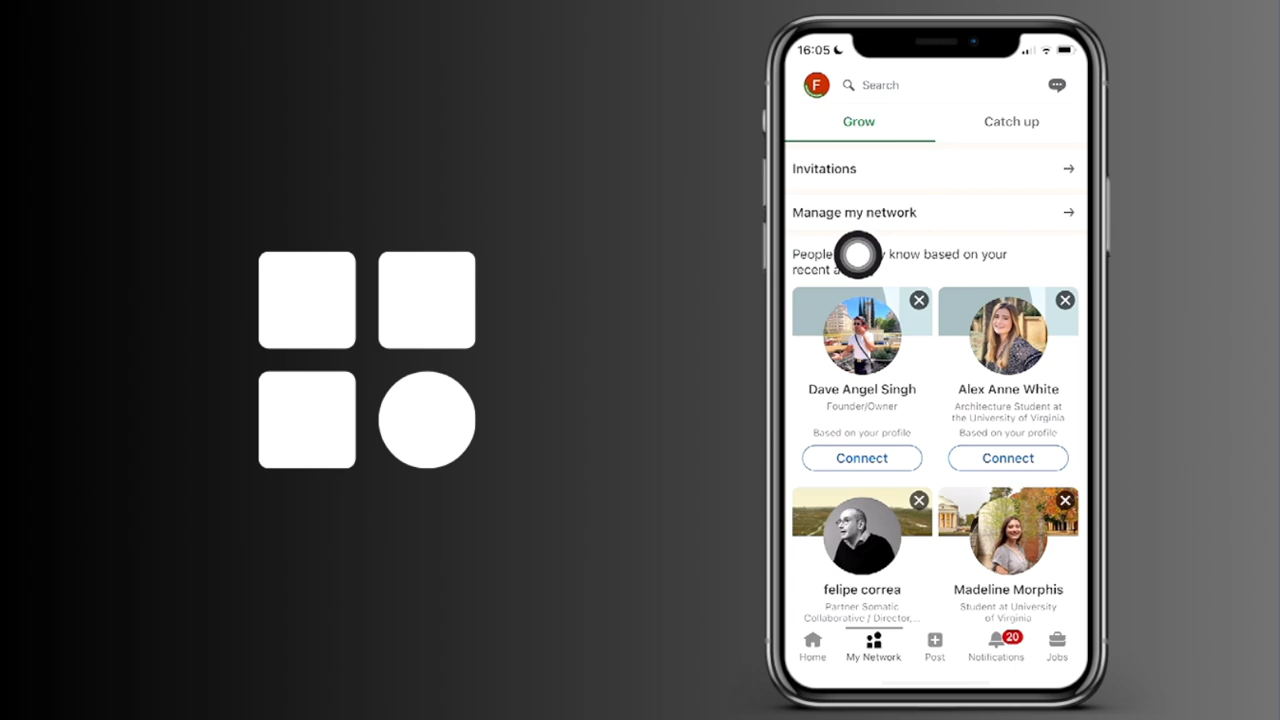 16:05
F
Search
Grow
Catch up
Invitations
Manage my network
People know based on your
recent
Dave Angel Singh
Founder/Owner
Based on your profile
Connect
Alex Anne White
Architecture Student at
the University of Virginia
Based on your profile
Connect
felipe correa
Partner Somatic
Collaborative / Director,...
Madeline Morphis
Student at University
of Virginia
Home
My Network
Post
20
Notifications
Jobs